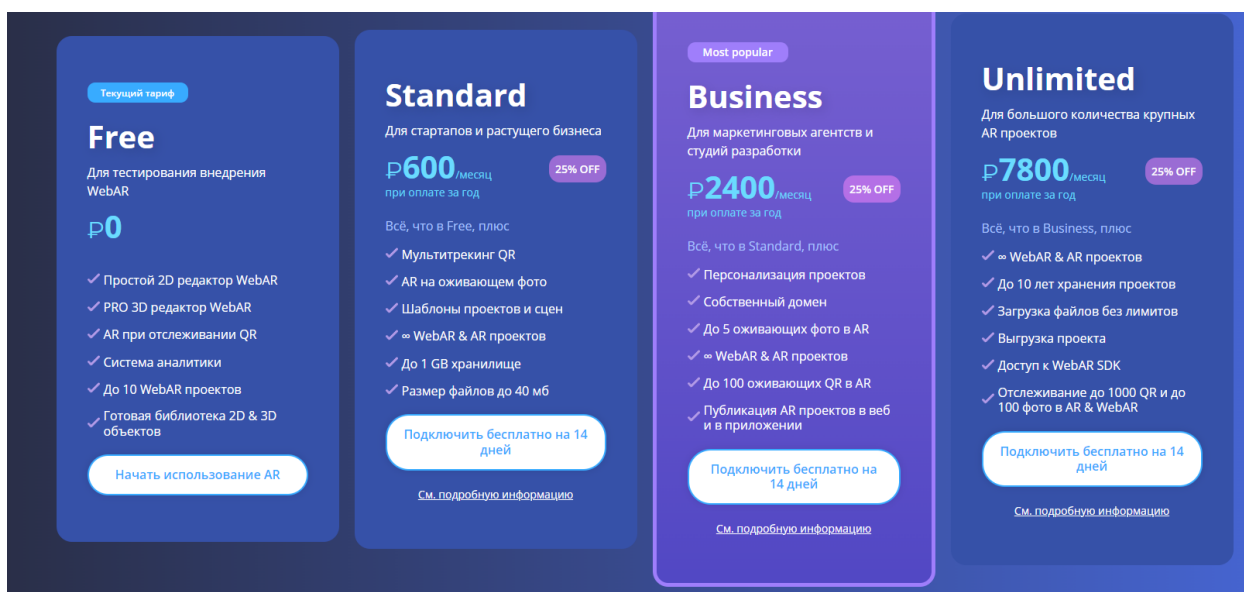 Текущий тариф
Free
Для тестирования внедрения
WebAR
₽0
Простой 2D редактор WebAR
PRO 3D редактор WebAR
AR при отслеживании QR
Система аналитики
До 10 WebAR проектов
Готовая библиотека 2D & 3D
объектов
Начать использование AR
Standard
Для стартапов и растущего бизнеса
₽600/месяц
25% OFF
при оплате за год
Всё, что в Free, плюс
Мультитрекинг QR
AR на оживающем фото
Шаблоны проектов и сцен
∞ WebAR & AR проектов
До 1 GB хранилище
Размер файлов до 40 мб
Подключить бесплатно на 14
дней
См. подробную информацию
Most popular
Business
Для маркетинговых агентств и
студий разработки
₽2400/месяц
25% OFF
при оплате за год
Всё, что в Standard, плюс
Персонализация проектов
Собственный домен
До 5 оживающих фото в AR
∞ WebAR & AR проектов
До 100 оживающих QR в AR
Публикация AR проектов в веб
и в приложении
Подключить бесплатно на
14 дней
См. подробную информацию
Unlimited
Для большого количества крупных
AR проектов
₽7800/месяц
25% OFF
при оплате за год
Всё, что в Business, плюс
∞ WebAR & AR проектов
До 10 лет хранения проектов
Загрузка файлов без лимитов
Выгрузка проекта
Доступ к WebAR SDK
Отслеживание до 1000 QR и до
100 фото в AR & WebAR
Подключить бесплатно на 14
дней
См. подробную информацию